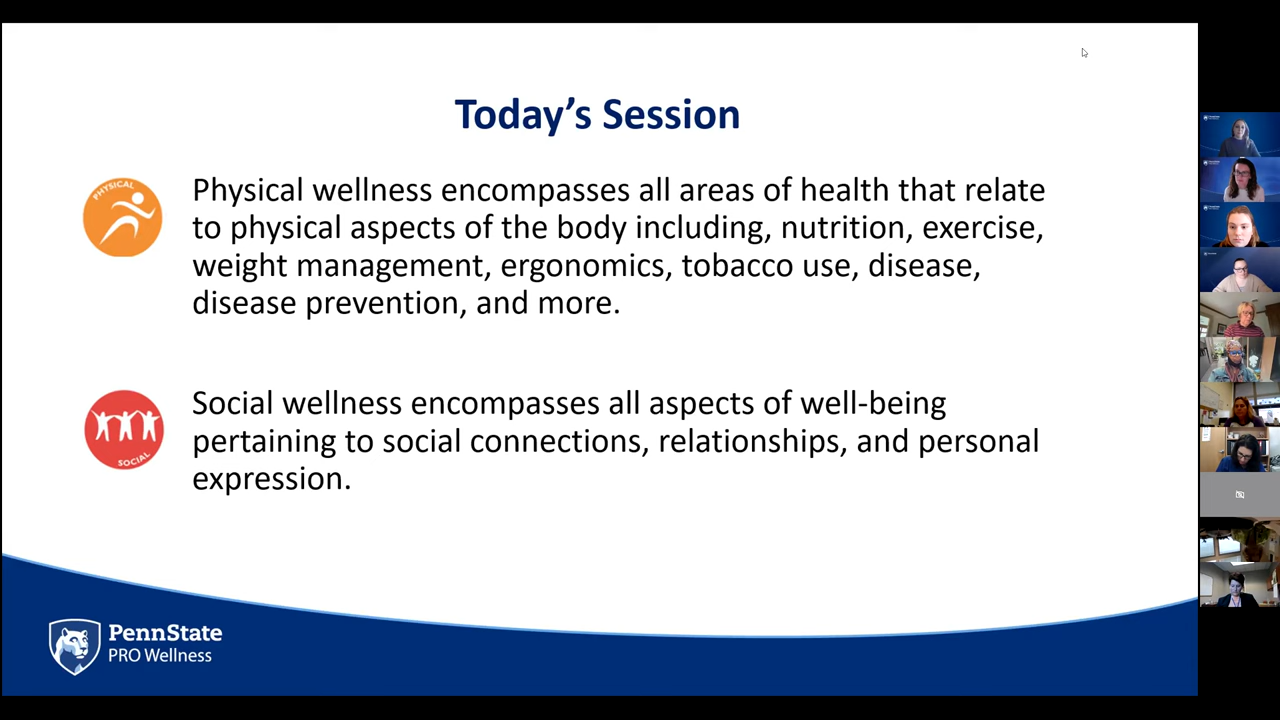 Today's Session
PHYSICAL
Physical wellness encompasses all areas of health that relate
to physical aspects of the body including, nutrition, exercise,
weight management, ergonomics, tobacco use, disease,
disease prevention, and more.
Social wellness encompasses all aspects of well-being
pertaining to social connections, relationships, and personal
expression.
SOCIAL
PennState
PRO Wellness